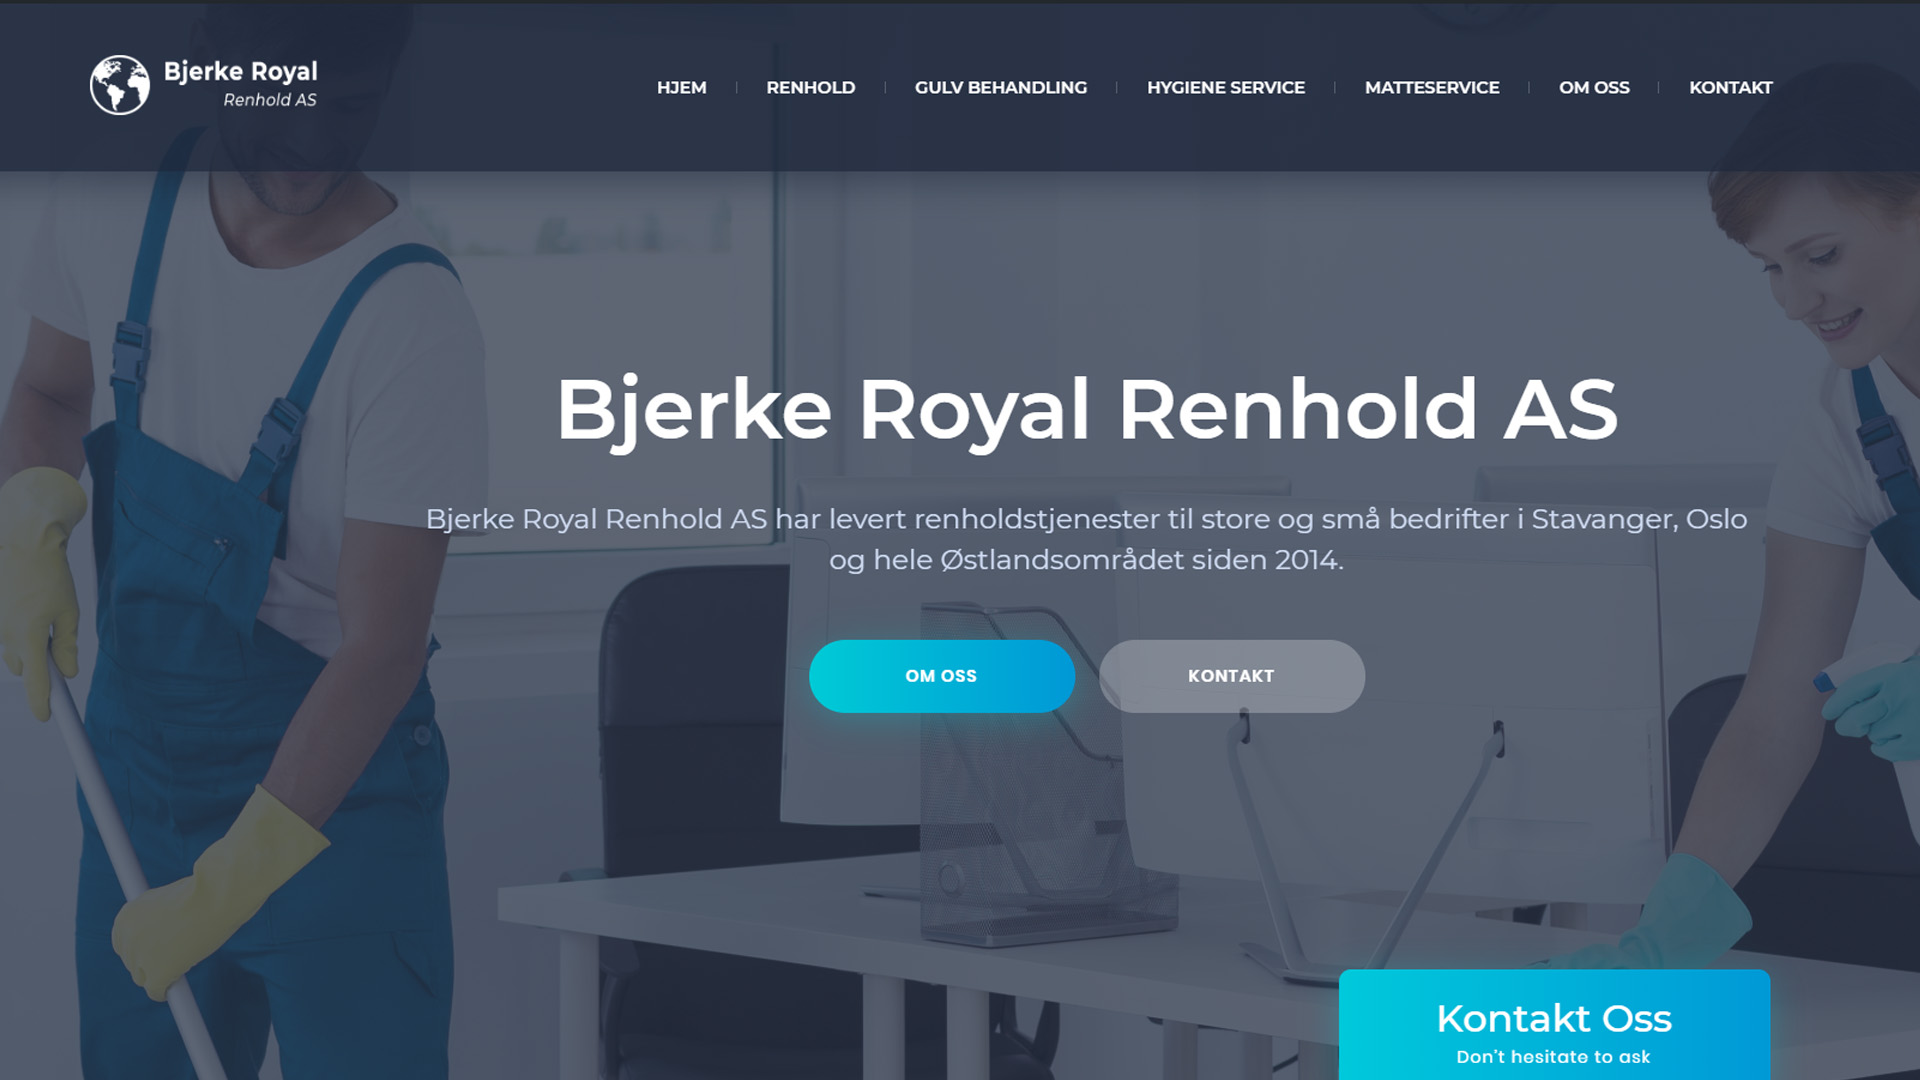 Bjerke Royal
Renhold AS
HJEM
RENHOLD
GULV BEHANDLING
HYGIENE SERVICE
MATTESERVICE
OM OSS
KONTAKT
Bjerke Royal Renhold AS
Bjerke Royal Renhold AS har levert renholdstjenester til store og små bedrifter i Stavanger, Oslo
og hele Østlandsområdet siden 2014.
OM OSS
KONTAKT
Kontakt Oss
Don't hesitate to ask